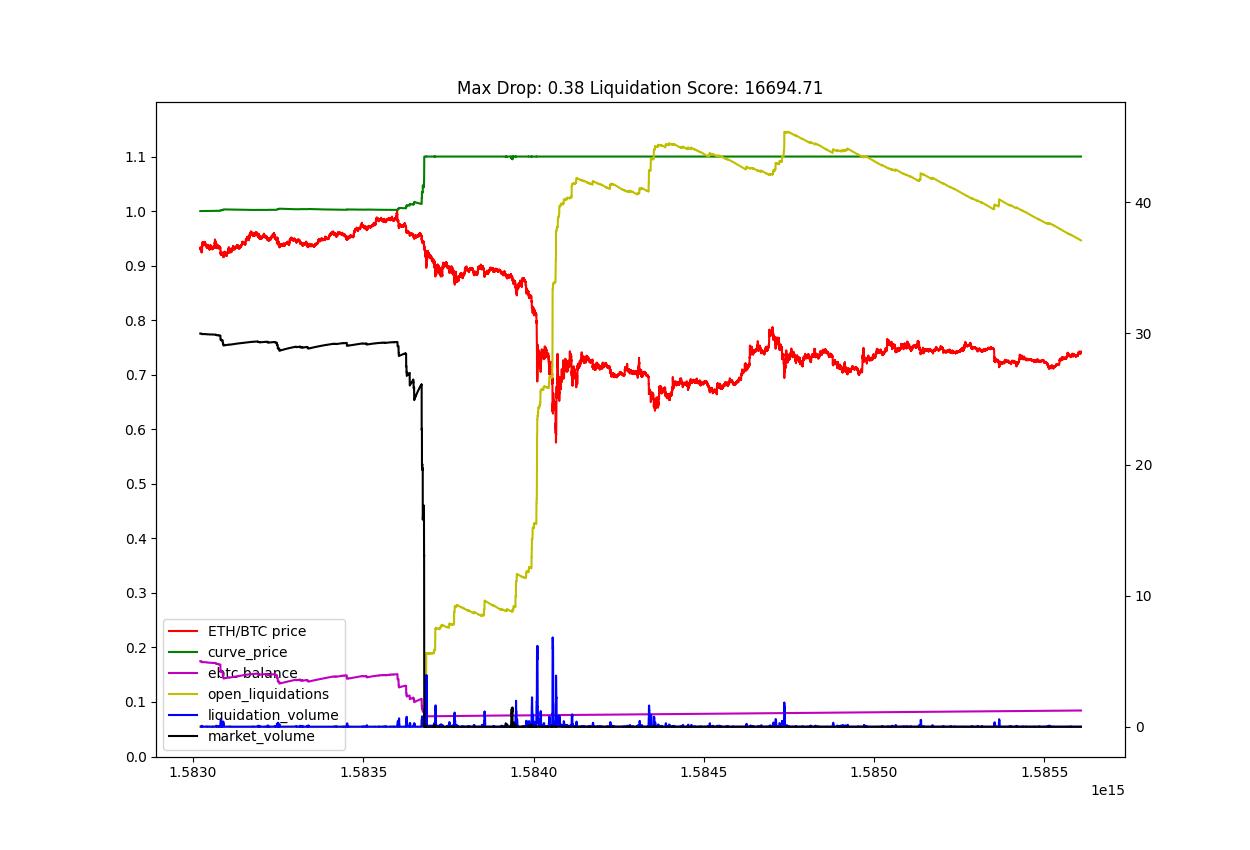 Max Drop: 0.38 Liquidation Score: 16694.71
1.1
1.0
0.9
0.8
0.7
0.6
0.5
0.4
0.3
0.2
0.1
0.0
40
30
20
10
0
ETH/BTC price
curve_price
ebtc balance
open_liquidations
liquidation_volume
market_volume
1.5830 1.5835 1.5840 1.5845 1.5850 1.5855
1e15